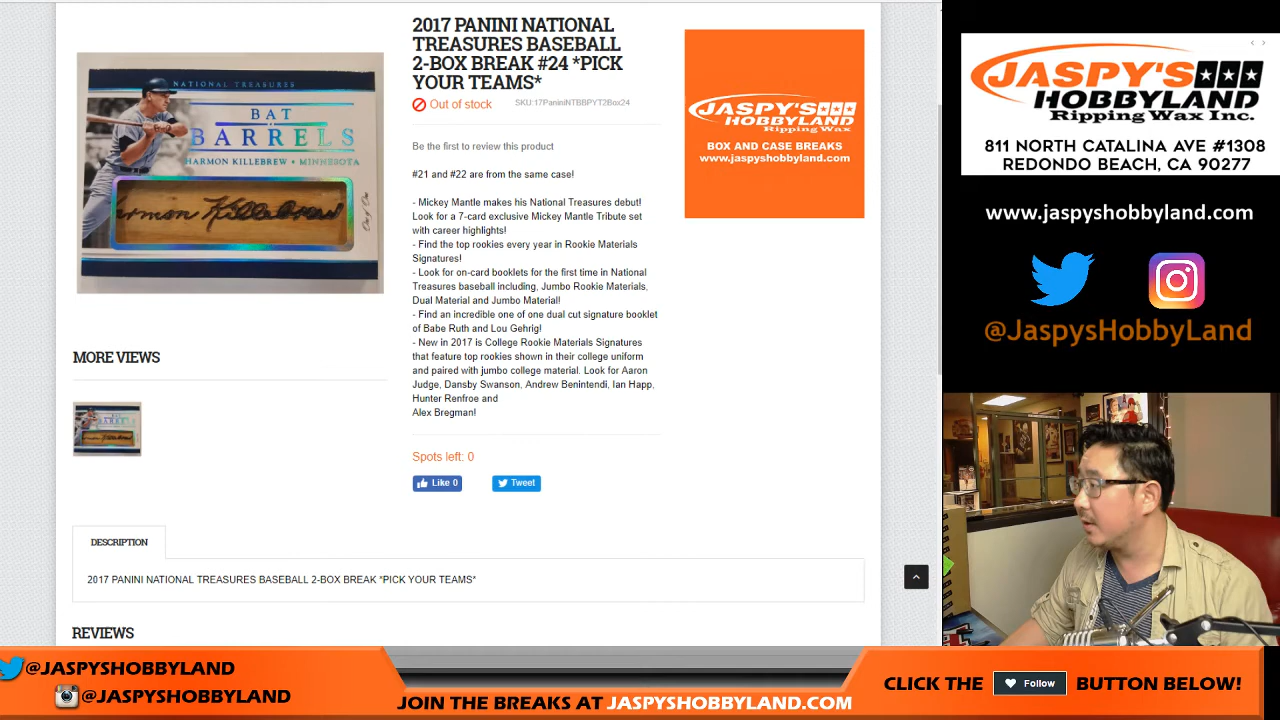 2017 PANINI NATIONAL
TREASURES BASEBALL
2-BOX BREAK #24 *PICK
YOUR TEAMS*
Out of stock
SKU:17PaniniNTBBPYT2Box24
Be the first to review this product
#21 and #22 are from the same case!
- Mickey Mantle makes his National Treasures debut!
Look for a 7-card exclusive Mickey Mantle Tribute set
with career highlights!
- Find the top rookies every year in Rookie Materials
Signatures!
- Look for on-card booklets for the first time in National
Treasures baseball including, Jumbo Rookie Materials,
Dual Material and Jumbo Material!
- Find an incredible one of one dual cut signature booklet
of Babe Ruth and Lou Gehrig!
- New in 2017 is College Rookie Materials Signatures
that feature top rookies shown in their college uniform
and paired with jumbo college material. Look for Aaron
Judge, Dansby Swanson, Andrew Benintendi, Ian Happ,
Hunter Renfroe and
Alex Bregman!
Spots left: 0
Like 0
Tweet
NATIONAL TREASURES
BAT
BARRELS
HARMON KILLEBREW • MINNESOTA
armon Killebrew
One of One
MORE VIEWS
DESCRIPTION
2017 PANINI NATIONAL TREASURES BASEBALL 2-BOX BREAK *PICK YOUR TEAMS*
REVIEWS
JASPY'S
HOBBYLAND
Ripping Wax
BOX AND CASE BREAKS
www.jaspyshobbyland.com
JASPY'S
HOBBYLAND
Ripping Wax Inc.
811 NORTH CATALINA AVE #1308
REDONDO BEACH, CA 90277
www.jaspyshobbyland.com
@JaspysHobbyLand
@JASPYSHOBBYLAND
@JASPYSHOBBYLAND
JOIN THE BREAKS AT JASPYSHOBBYLAND.COM
CLICK THE Follow BUTTON BELOW!